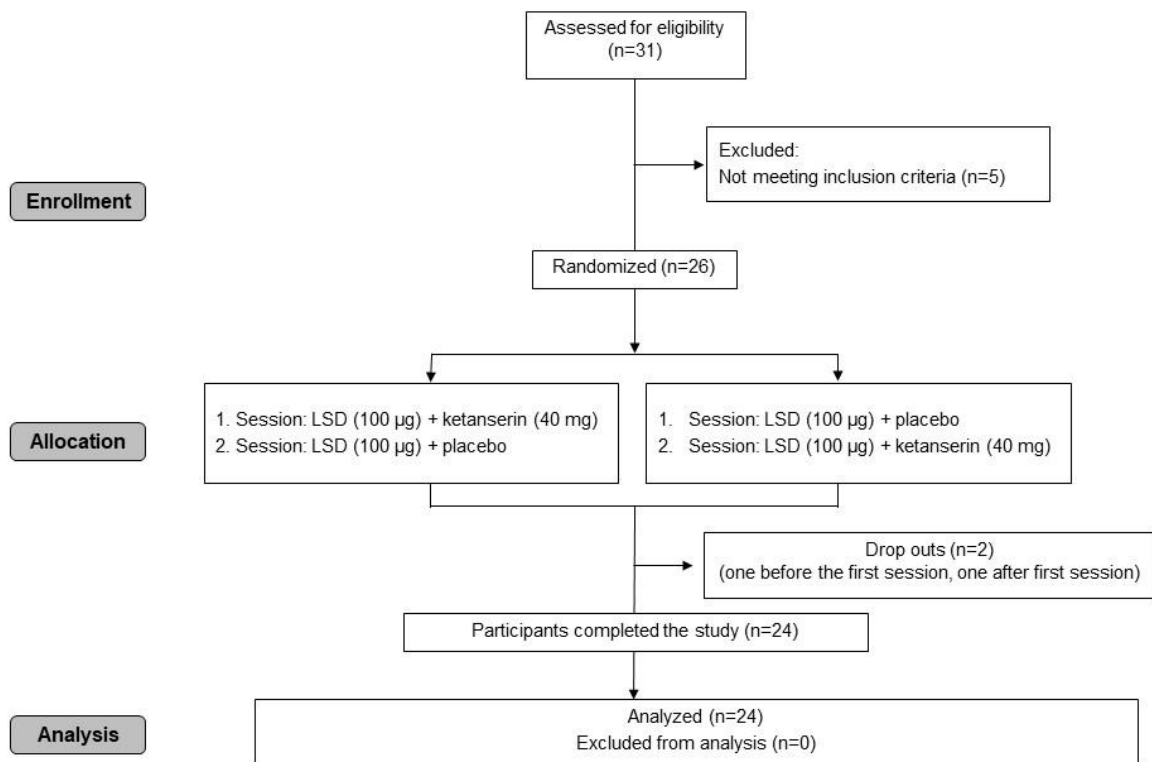 Assessed for eligibility
(n=31)
Excluded:
Not meeting inclusion criteria (n=5)
Enrollment
Randomized (n=26)
1. Session: LSD (100 µg) + ketanserin (40 mg)
2. Session: LSD (100 µg) + placebo
1. Session: LSD (100 µg) + placebo
2. Session: LSD (100 µg) + ketanserin (40 mg)
Allocation
Drop outs (n=2)
(one before the first session, one after first session)
Participants completed the study (n=24)
Analyzed (n=24)
Excluded from analysis (n=0)
Analysis